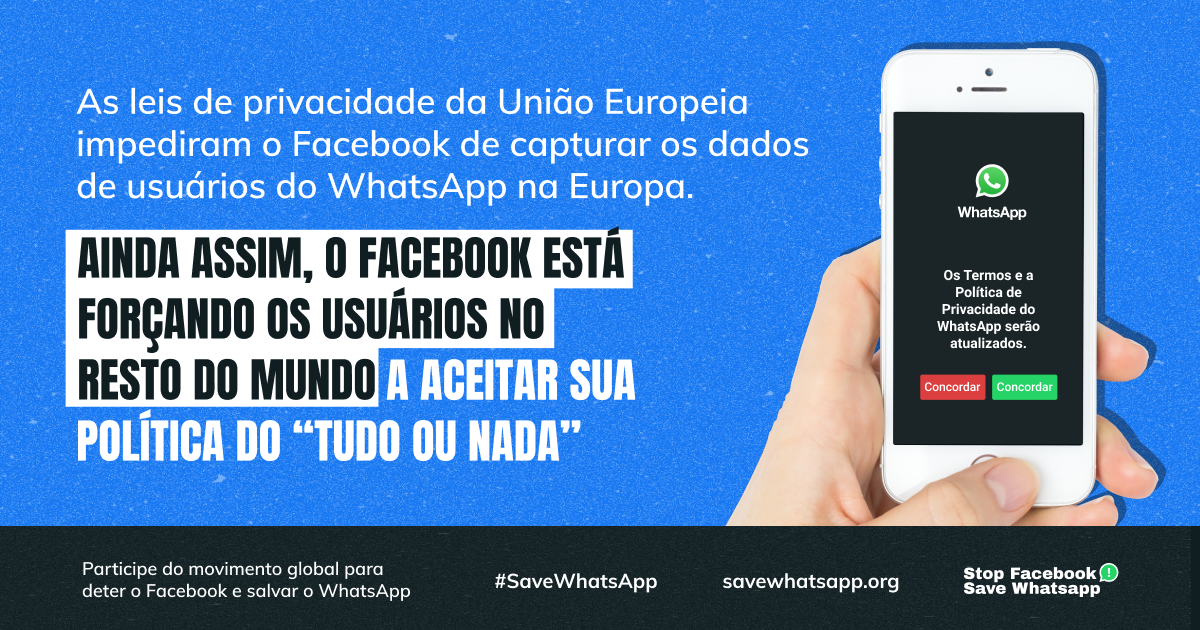 As leis de privacidade da União Europeia
impediram o Facebook de capturar os dados
de usuários do WhatsApp na Europa.
AINDA ASSIM, O FACEBOOK ESTÁ
FORÇANDO OS USUÁRIOS NO
RESTO DO MUNDO A ACEITAR SUA
POLÍTICA DO “TUDO OU NADA”
WhatsApp
Os Termos e a
Política de
Privacidade do
WhatsApp serão
atualizados.
Concordar Concordar
Participe do movimento global para
deter o Facebook e salvar o WhatsApp
#SaveWhatsApp
savewhatsapp.org
Stop Facebook
Save Whatsapp